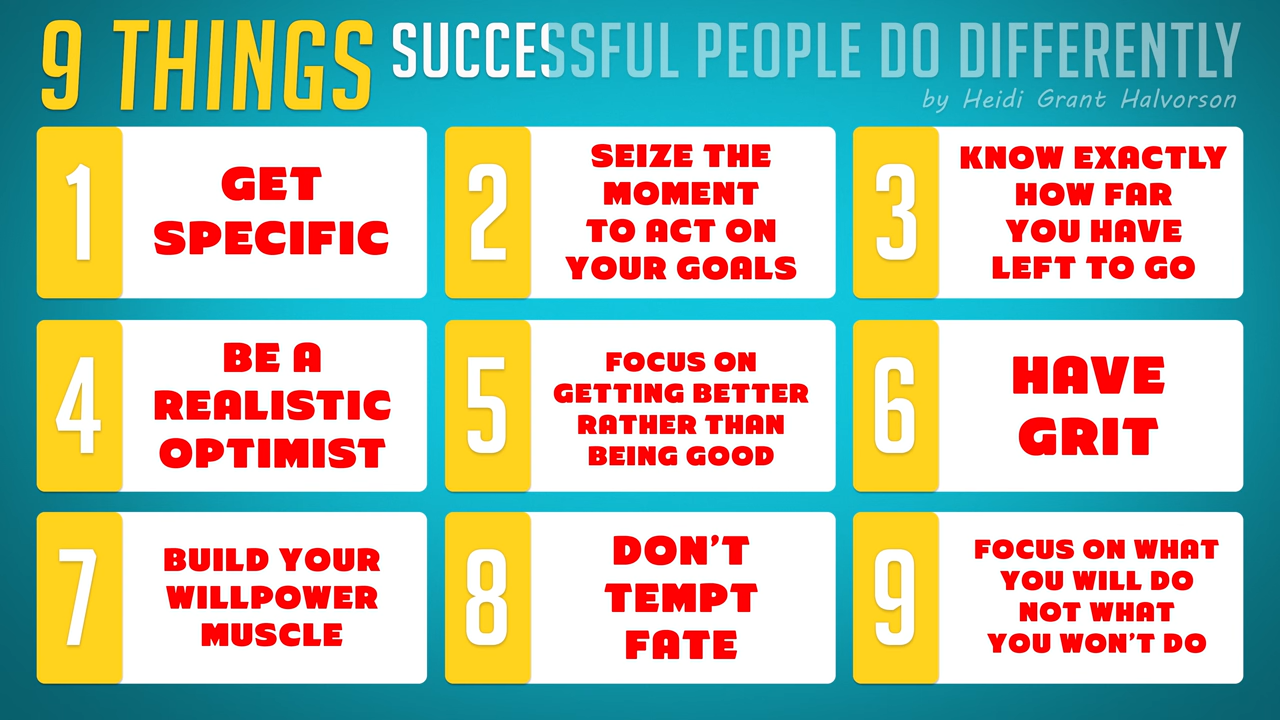 9 THINGS SUCCESSFUL PEOPLE DO DIFFERENTLY
by Heidi Grant Halvorson
1
GET
SPECIFIC
2
SEIZE THE
MOMENT
TO ACT ON
YOUR GOALS
3
KNOW EXACTLY
HOW FAR
YOU HAVE
LEFT TO GO
4
BE A
REALISTIC
OPTIMIST
5
FOCUS ON
GETTING BETTER
RATHER THAN
BEING GOOD
6
HAVE
GRIT
7
BUILD YOUR
WILLPOWER
MUSCLE
8
DON'T
TEMPT
FATE
9
FOCUS ON WHAT
YOU WILL DO
NOT WHAT
YOU WON'T DO